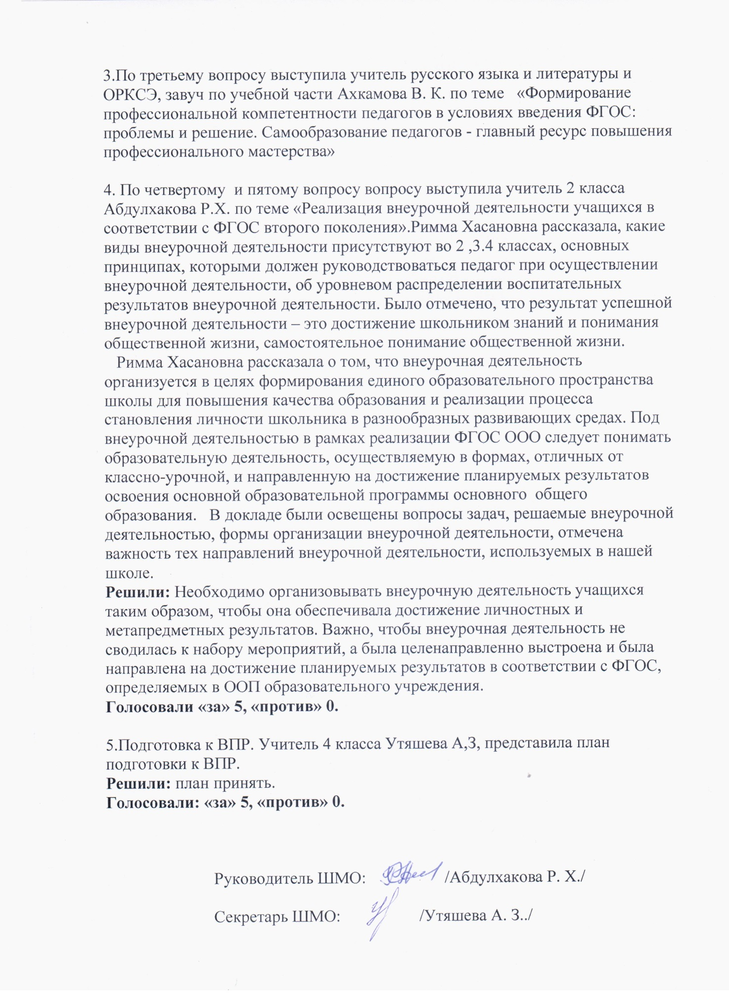 3.По третьему вопросу выступила учитель русского языка и литературы и
ОРКСЭ, завуч по учебной части Ахкамова В. К. по теме «Формирование
профессиональной компетентности педагогов в условиях введения ФГОС:
проблемы и решение. Самообразование педагогов - главный ресурс повышения
профессионального мастерства»
4. По четвертому и пятому вопросу вопросу выступила учитель 2 класса
Абдулхакова Р.Х. по теме «Реализация внеурочной деятельности учащихся в
соответствии с ФГОС второго поколения».Римма Хасановна рассказала, какие
виды внеурочной деятельности присутствуют во 2 ,3.4 классах, основных
принципах, которыми должен руководствоваться педагог при осуществлении
внеурочной деятельности, об уровневом распределении воспитательных
результатов внеурочной деятельности. Было отмечено, что результат успешной
внеурочной деятельности – это достижение школьником знаний и понимания
общественной жизни, самостоятельное понимание общественной жизни.
Римма Хасановна рассказала о том, что внеурочная деятельность
организуется в целях формирования единого образовательного пространства
школы для повышения качества образования и реализации процесса
становления личности школьника в разнообразных развивающих средах. Под
внеурочной деятельностью в рамках реализации ФГОС ООО следует понимать
образовательную деятельность, осуществляемую в формах, отличных от
классно-урочной, и направленную на достижение планируемых результатов
освоения основной образовательной программы основного общего
образования. В докладе были освещены вопросы задач, решаемые внеурочной
деятельностью, формы организации внеурочной деятельности, отмечена
важность тех направлений внеурочной деятельности, используемых в нашей
школе.
Решили: Необходимо организовывать внеурочную деятельность учащихся
таким образом, чтобы она обеспечивала достижение личностных и
метапредметных результатов. Важно, чтобы внеурочная деятельность не
сводилась к набору мероприятий, а была целенаправленно выстроена и была
направлена на достижение планируемых результатов в соответствии с ФГОС,
определяемых в ООП образовательного учреждения.
Голосовали «за» 5, «против» 0.
5.Подготовка к ВПР. Учитель 4 класса Утяшева А,З, представила план
подготовки к ВПР.
Решили: план принять.
Голосовали: «за» 5, «против» 0.
Руководитель ШМО: /Абдулхакова Р. Х./
Секретарь ШМО: /Утяшева А. З../